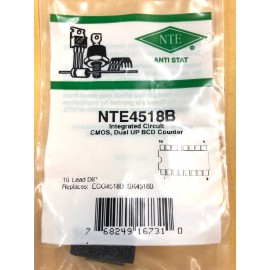 NTE
ANTI STAT
NTE4518B
Integrated Circuit
CMOS, Dual UP BCD Counter
16 Lead DIP
Replaces: ECG4518B SK4518B
7 68249 16731 0